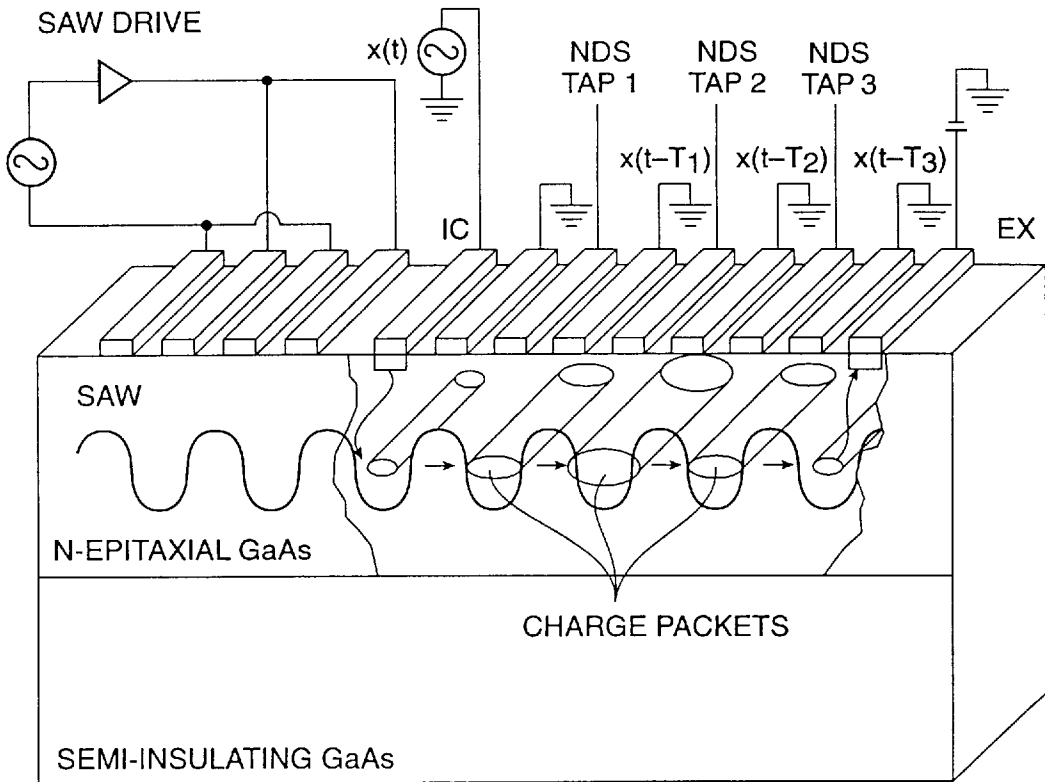 SAW DRIVE
x(t)
NDS
TAP 1
NDS
TAP 2
NDS
TAP 3
x(t–T₁)
x(t–T₂)
x(t–T₃)
IC
EX
SAW
N-EPITAXIAL GaAs
CHARGE PACKETS
SEMI-INSULATING GaAs